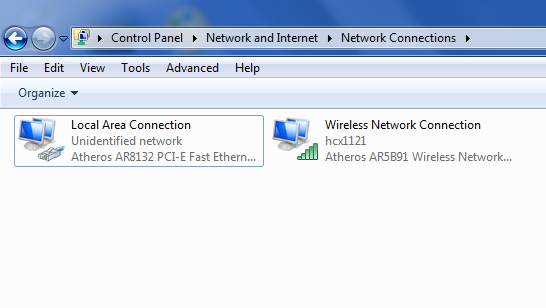 Control Panel Network and Internet Network Connections
File Edit View Tools Advanced Help
Organize
Local Area Connection
Unidentified network
Atheros AR8132 PCI-E Fast Ethern...
Wireless Network Connection
hcx1121
Atheros AR5B91 Wireless Network...